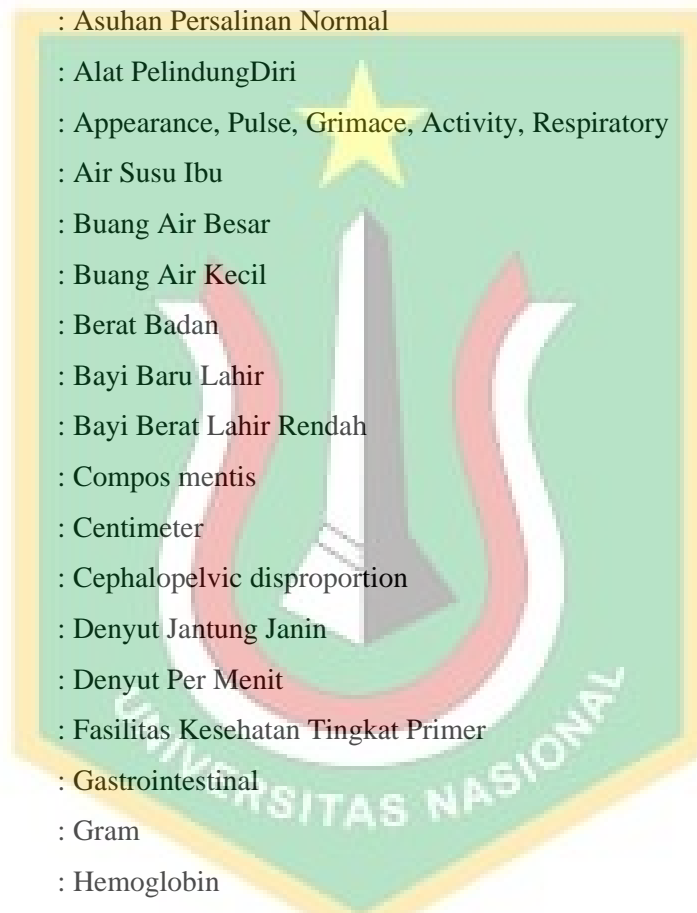 : Asuhan Persalinan Normal
: Alat PelindungDiri
: Appearance, Pulse, Grimace, Activity, Respiratory
: Air Susu Ibu
: Buang Air Besar
: Buang Air Kecil
: Berat Badan
: Bayi Baru Lahir
: Bayi Berat Lahir Rendah
: Compos mentis
: Centimeter
: Cephalopelvic disproportion
: Denyut Jantung Janin
: Denyut Per Menit
: Fasilitas Kesehatan Tingkat Primer
: Gastrointestinal
: Gram
: Hemoglobin
UNIVERSITAS NASIONAL